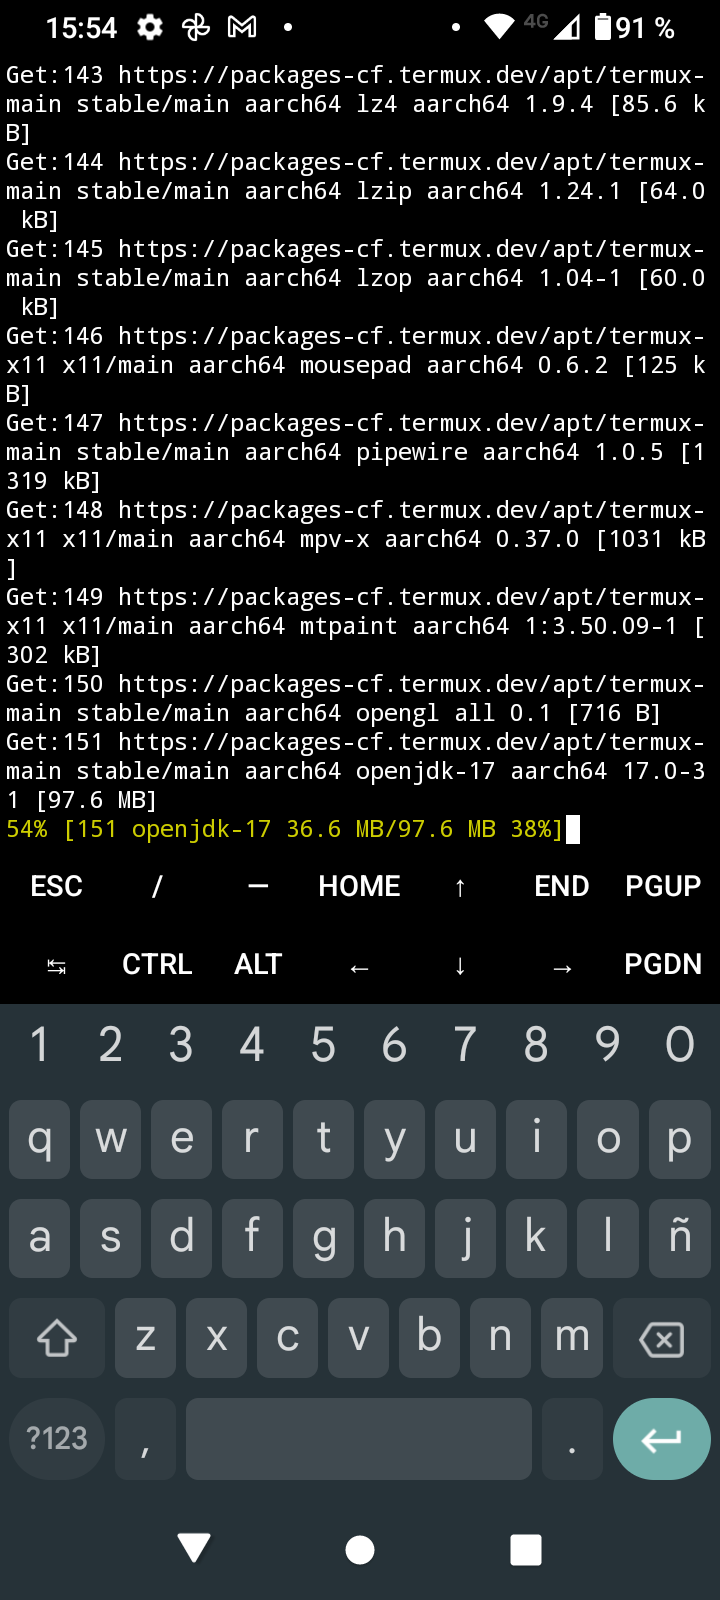 15:54 4G 91 %
Get:143 https://packages-cf.termux.dev/apt/termux-
main stable/main aarch64 lz4 aarch64 1.9.4 [85.6 k
B]
Get:144 https://packages-cf.termux.dev/apt/termux-
main stable/main aarch64 lzip aarch64 1.24.1 [64.0
 kB]
Get:145 https://packages-cf.termux.dev/apt/termux-
main stable/main aarch64 lzop aarch64 1.04-1 [60.0
 kB]
Get:146 https://packages-cf.termux.dev/apt/termux-
x11 x11/main aarch64 mousepad aarch64 0.6.2 [125 k
B]
Get:147 https://packages-cf.termux.dev/apt/termux-
main stable/main aarch64 pipewire aarch64 1.0.5 [1
319 kB]
Get:148 https://packages-cf.termux.dev/apt/termux-
x11 x11/main aarch64 mpv-x aarch64 0.37.0 [1031 kB
]
Get:149 https://packages-cf.termux.dev/apt/termux-
x11 x11/main aarch64 mtpaint aarch64 1:3.50.09-1 [
302 kB]
Get:150 https://packages-cf.termux.dev/apt/termux-
main stable/main aarch64 opengl all 0.1 [716 B]
Get:151 https://packages-cf.termux.dev/apt/termux-
main stable/main aarch64 openjdk-17 aarch64 17.0-3
1 [97.6 MB]
54% [151 openjdk-17 36.6 MB/97.6 MB 38%]
ESC / — HOME ↑ END PGUP
↹ CTRL ALT ← ↓ → PGDN
1 2 3 4 5 6 7 8 9 0
q w e r t y u i o p
a s d f g h j k l ñ
z x c v b n m
?123 , .